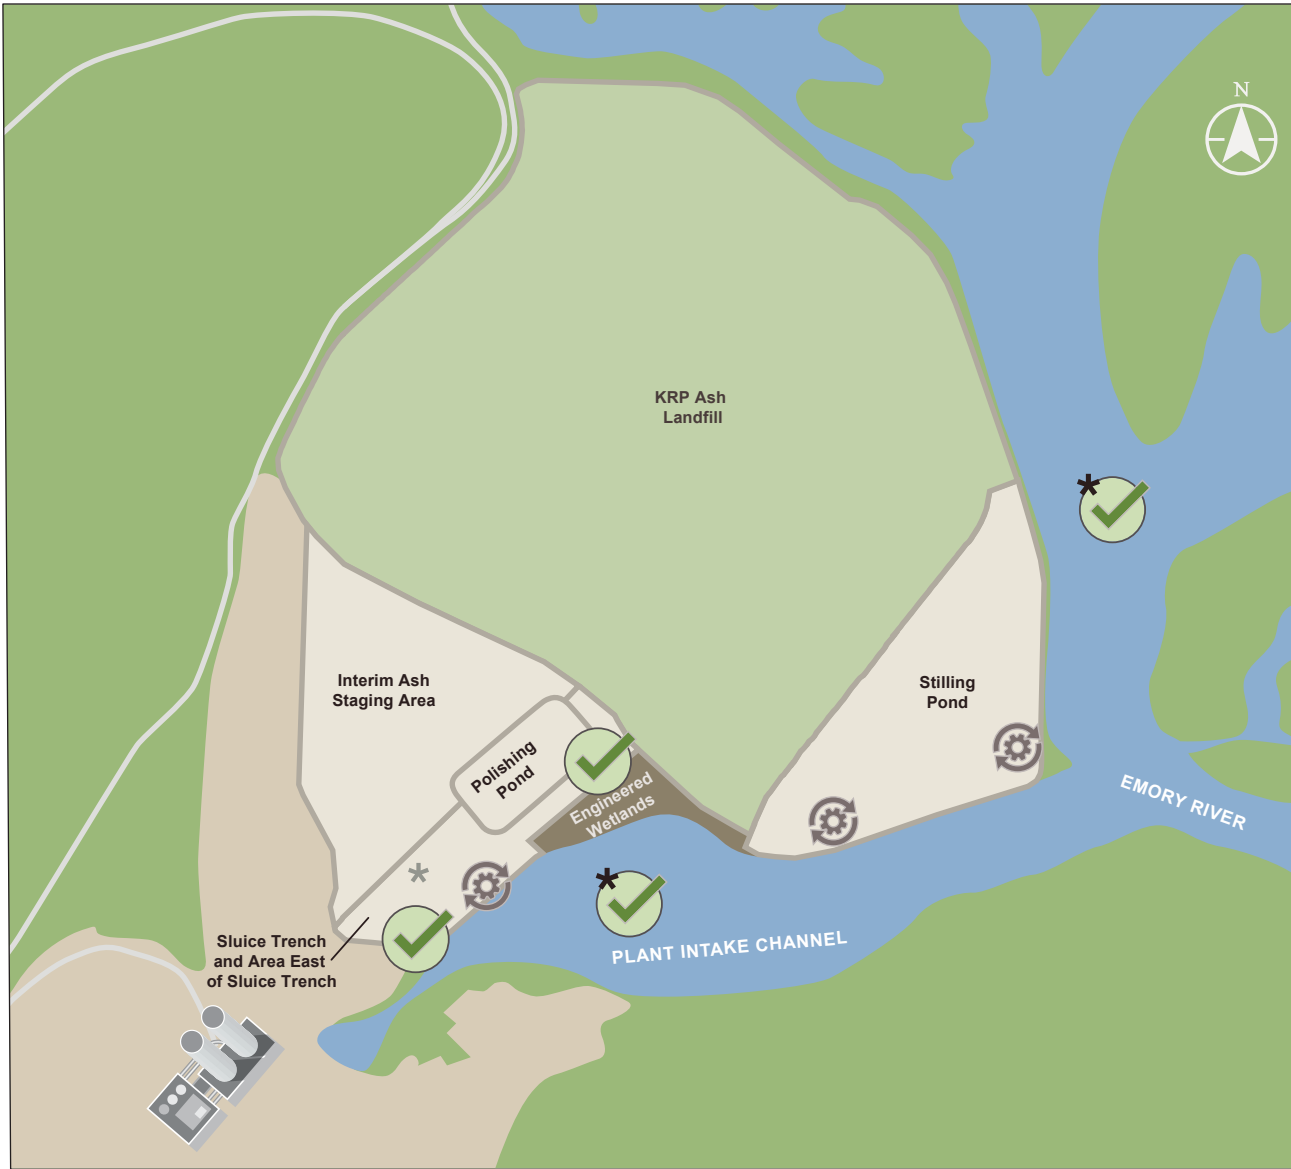 N
KRP Ash
Landfill
Interim Ash
Staging Area
Stilling
Pond
Polishing
Pond
Engineered
Wetlands
EMORY RIVER
*
*
*
PLANT INTAKE CHANNEL
Sluice Trench
and Area East
of Sluice Trench